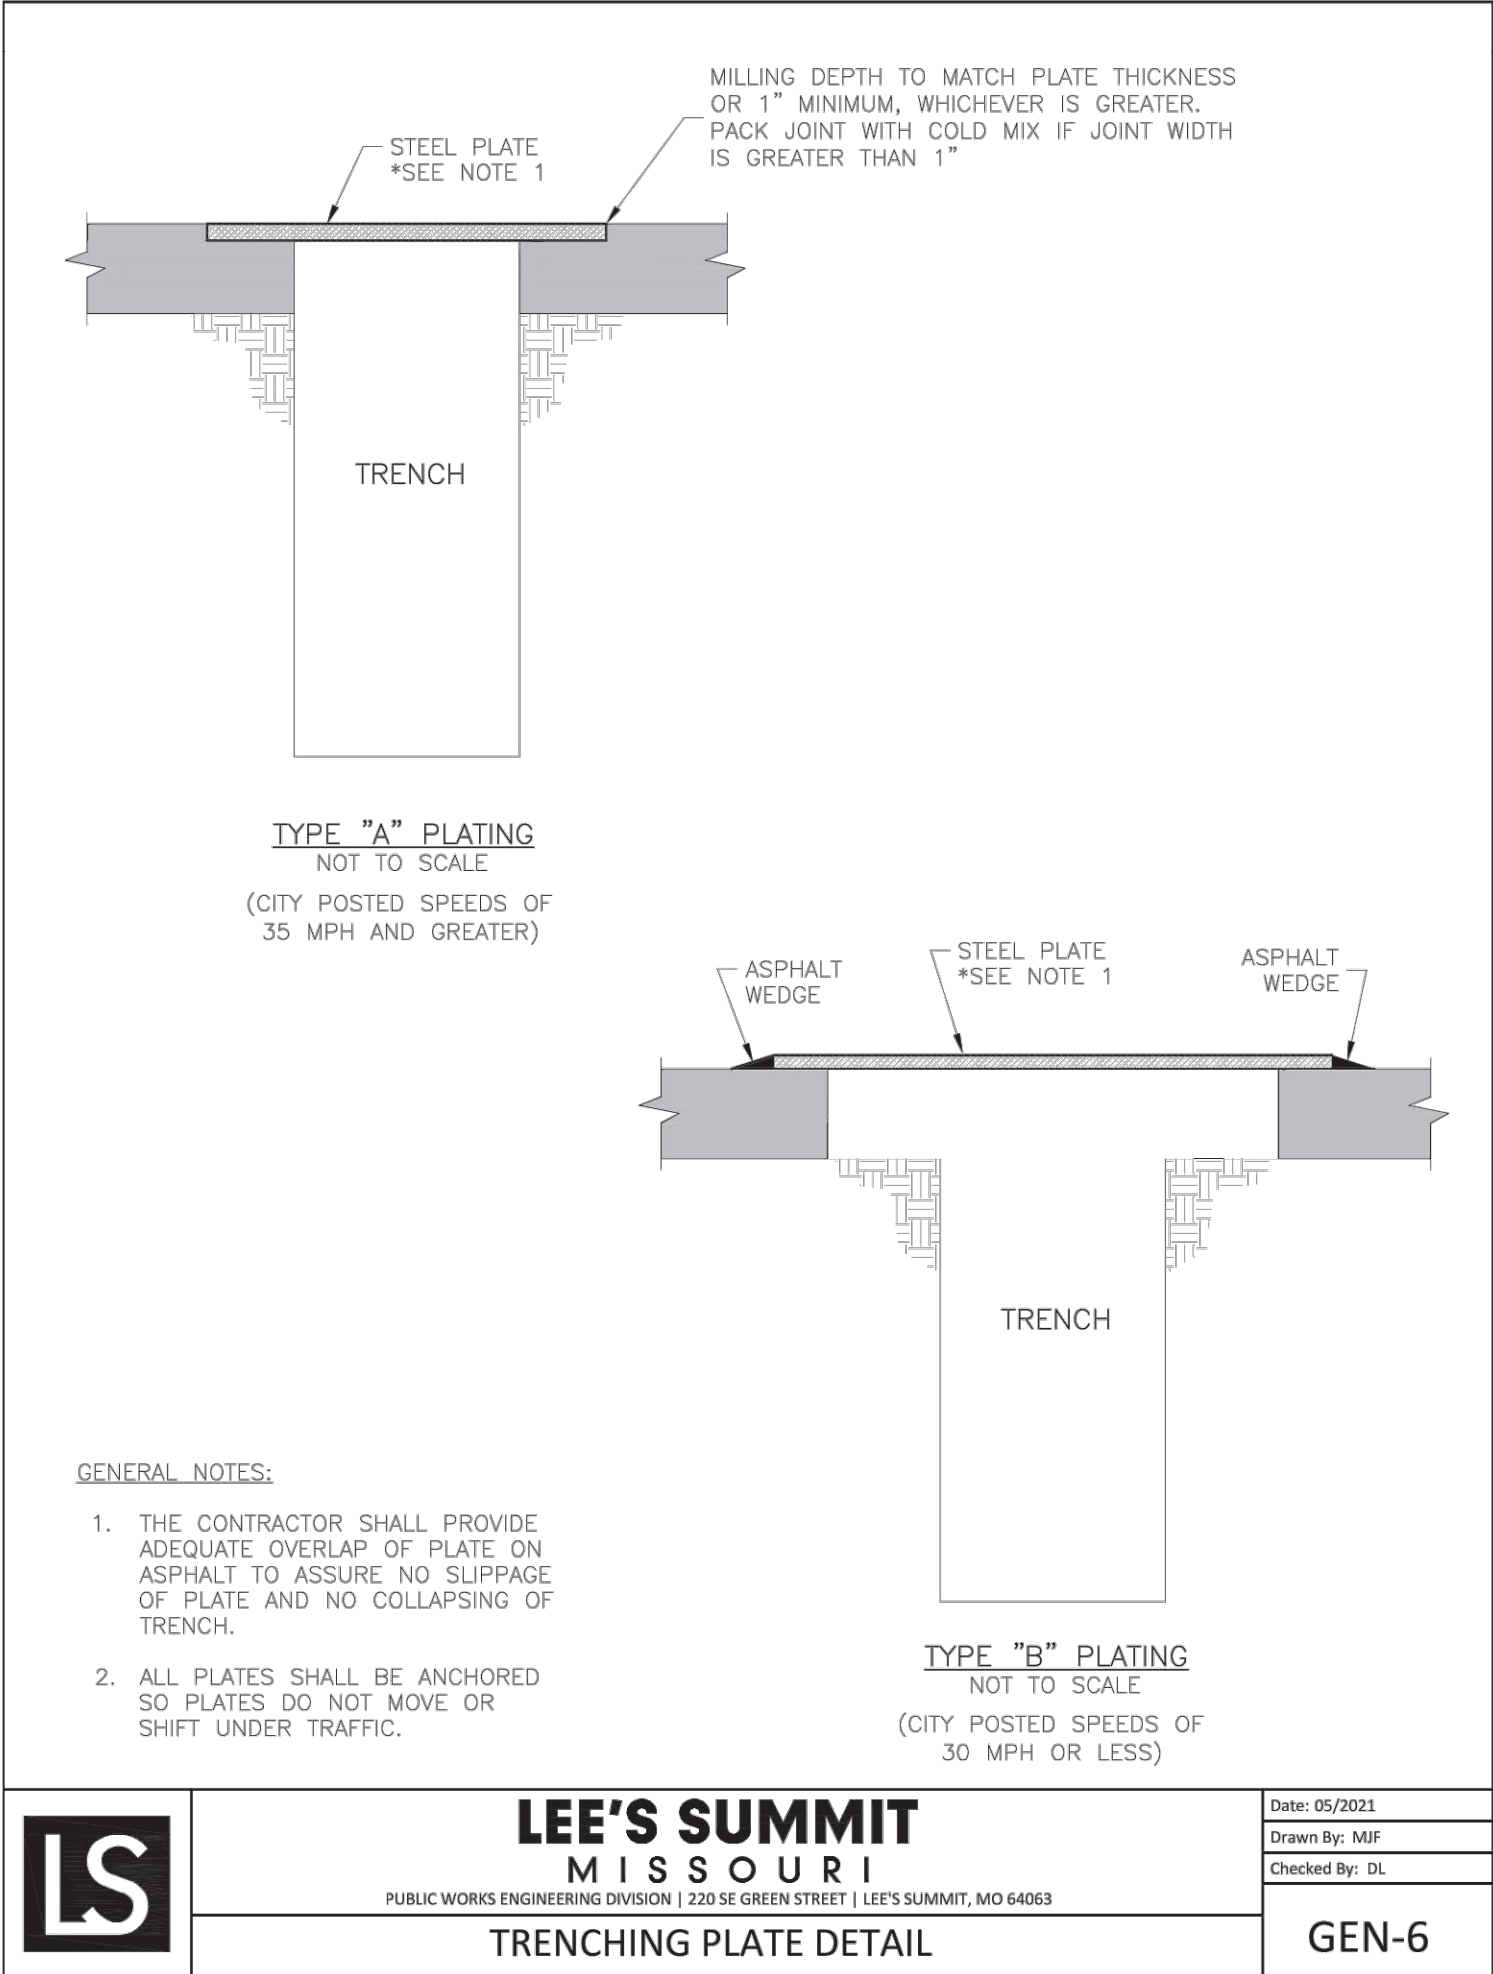 MILLING DEPTH TO MATCH PLATE THICKNESS
OR 1" MINIMUM, WHICHEVER IS GREATER.
PACK JOINT WITH COLD MIX IF JOINT WIDTH
IS GREATER THAN 1"
STEEL PLATE
*SEE NOTE 1
TRENCH
TYPE "A" PLATING
NOT TO SCALE
(CITY POSTED SPEEDS OF
35 MPH AND GREATER)
ASPHALT
WEDGE
STEEL PLATE
*SEE NOTE 1
ASPHALT
WEDGE
TRENCH
TYPE "B" PLATING
NOT TO SCALE
(CITY POSTED SPEEDS OF
30 MPH OR LESS)
GENERAL NOTES:
1. THE CONTRACTOR SHALL PROVIDE
ADEQUATE OVERLAP OF PLATE ON
ASPHALT TO ASSURE NO SLIPPAGE
OF PLATE AND NO COLLAPSING OF
TRENCH.
2. ALL PLATES SHALL BE ANCHORED
SO PLATES DO NOT MOVE OR
SHIFT UNDER TRAFFIC.
LS
LEE'S SUMMIT
MISSOURI
PUBLIC WORKS ENGINEERING DIVISION | 220 SE GREEN STREET | LEE'S SUMMIT, MO 64063
TRENCHING PLATE DETAIL
Date: 05/2021
Drawn By: MJF
Checked By: DL
GEN-6